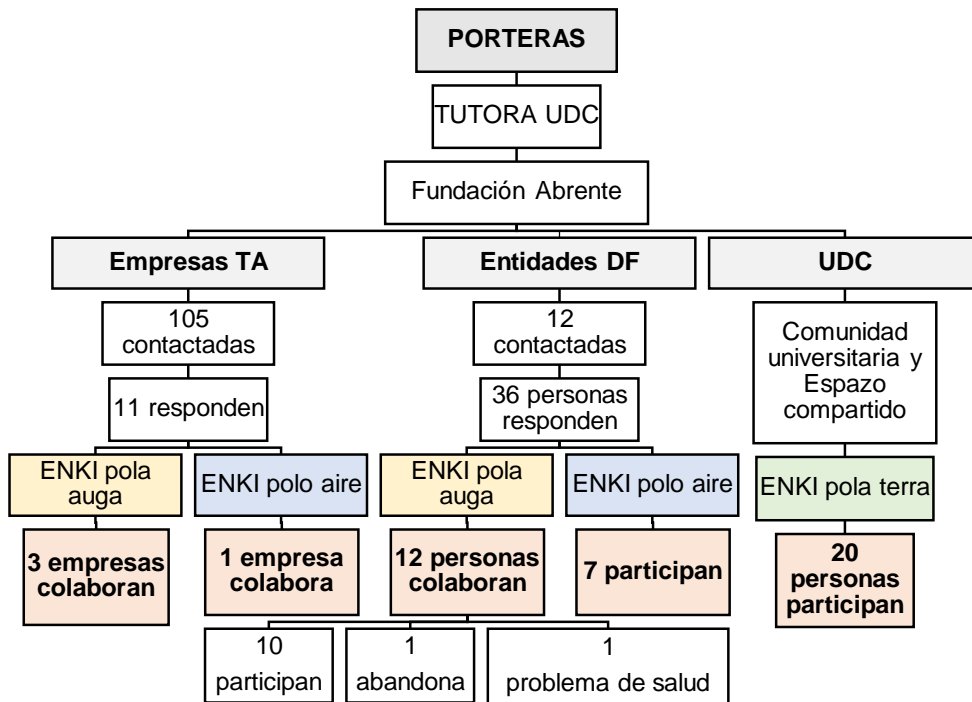 PORTERAS
TUTORA UDC
Fundación Abrente
Empresas TA
Entidades DF
UDC
105
contactadas
12
contactadas
Comunidad
universitaria y
Espazo
compartido
11 responden
36 personas
responden
ENKI pola
auga
ENKI polo aire
ENKI pola
auga
ENKI polo aire
ENKI pola terra
3 empresas
colaboran
1 empresa
colabora
12 personas
colaboran
7 participan
20
personas
participan
10
participan
1
abandona
1
problema de salud